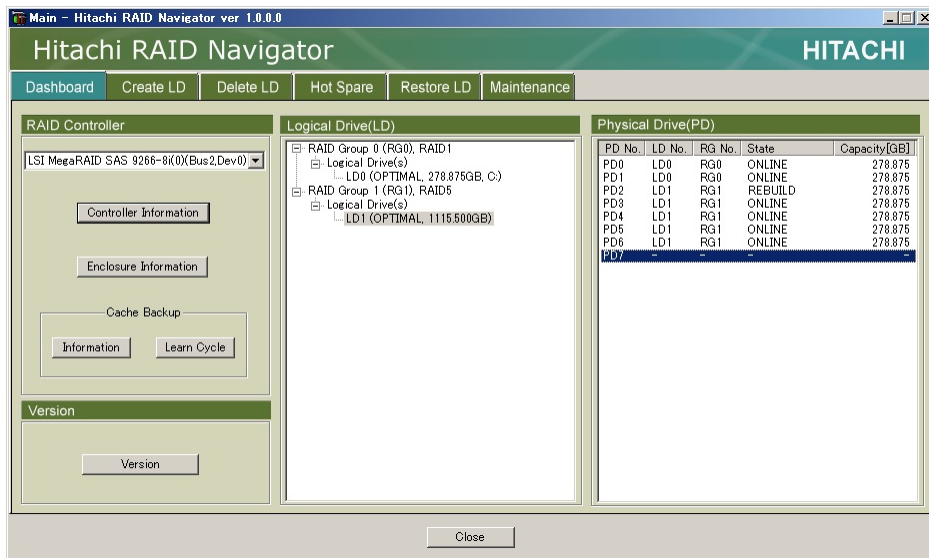 Main - Hitachi RAID Navigator ver 1.0.0.0
Hitachi RAID Navigator
HITACHI
Dashboard Create LD Delete LD Hot Spare Restore LD Maintenance
RAID Controller
LSI MegaRAID SAS 9266-8i(0)(Bus2,Dev0)
Controller Information
Enclosure Information
Cache Backup
Information Learn Cycle
Version
Version
Logical Drive(LD)
RAID Group 0 (RG0), RAID1
Logical Drive(s)
LD0 (OPTIMAL, 278.875GB, C:)
RAID Group 1 (RG1), RAID5
Logical Drive(s)
LD1 (OPTIMAL, 1115.500GB)
Physical Drive(PD)
PD No. LD No. RG No. State Capacity[GB]
PD0 LD0 RG0 ONLINE 278.875
PD1 LD0 RG0 ONLINE 278.875
PD2 LD1 RG1 REBUILD 278.875
PD3 LD1 RG1 ONLINE 278.875
PD4 LD1 RG1 ONLINE 278.875
PD5 LD1 RG1 ONLINE 278.875
PD6 LD1 RG1 ONLINE 278.875
PD7 - - - -
Close